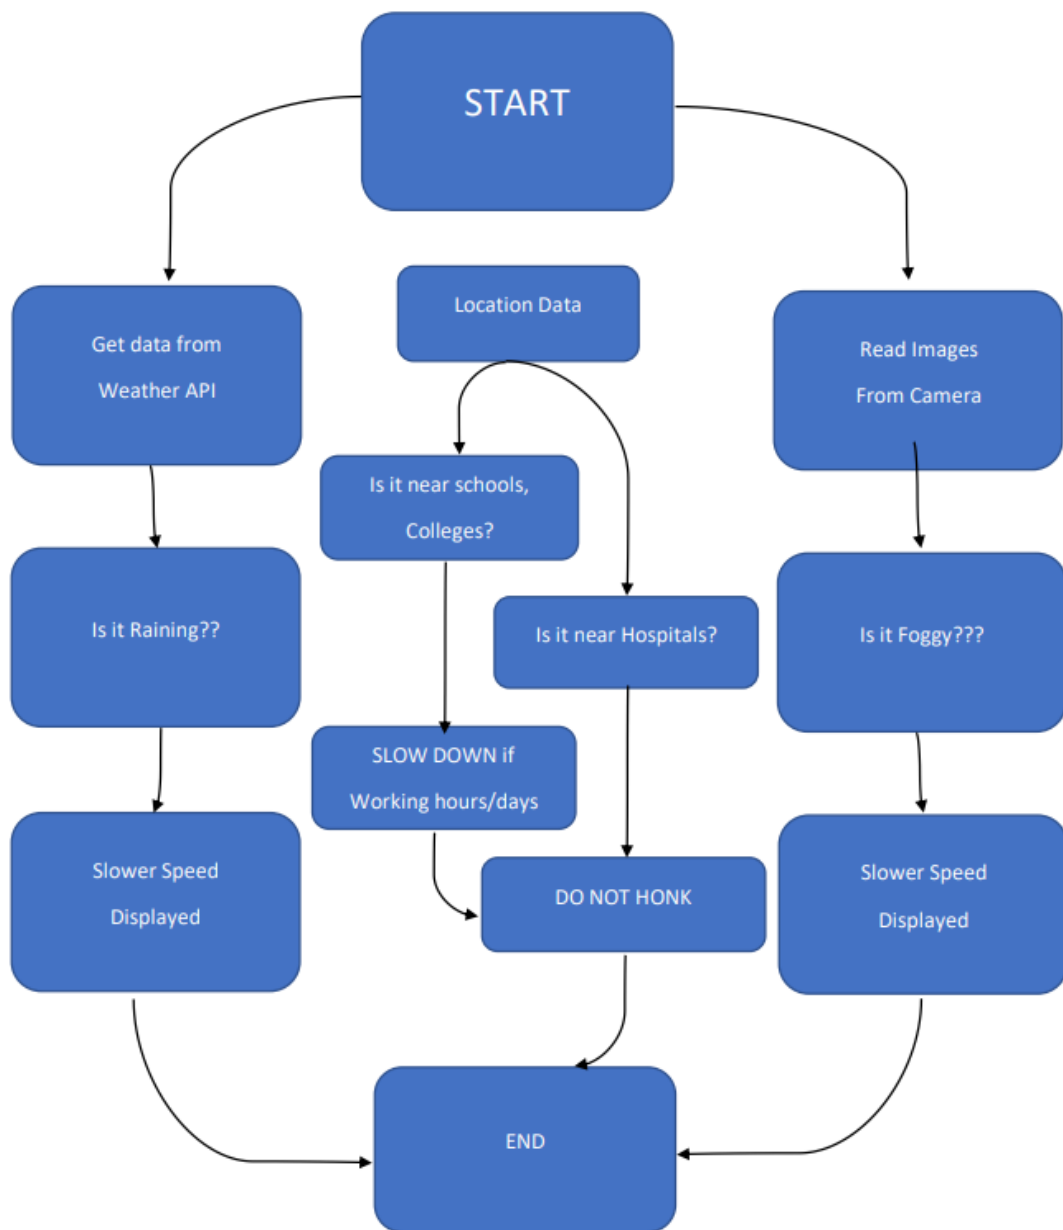 START
Get data from
Weather API
Location Data
Read Images
From Camera
Is it near schools,
Colleges?
Is it Raining??
Is it near Hospitals?
Is it Foggy???
SLOW DOWN if
Working hours/days
Slower Speed
Displayed
DO NOT HONK
Slower Speed
Displayed
END